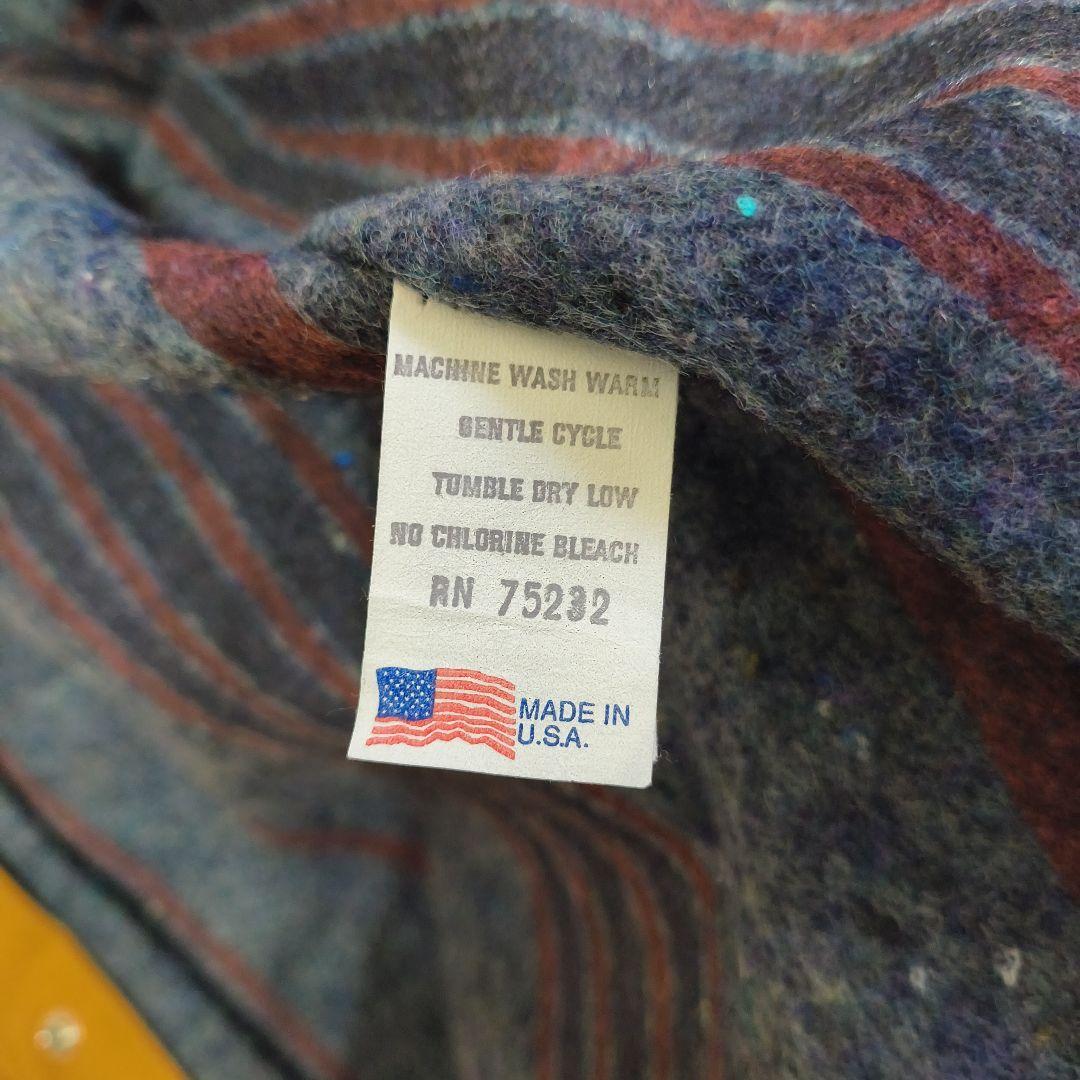 MACHINE WASH WARM
GENTLE CYCLE
TUMBLE DRY LOW
NO CHLORINE BLEACH
RN 75232
MADE IN
U.S.A.